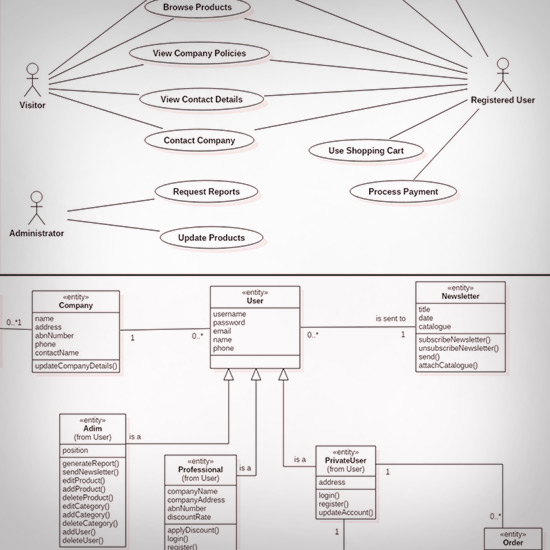 Browse Products
View Company Policies
View Contact Details
Contact Company
Visitor
Registered User
Use Shopping Cart
Process Payment
Request Reports
Update Products
Administrator
«entity»
Company
name
address
abnNumber
phone
contactName
updateCompanyDetails()
0..*1
1
0..*
«entity»
User
username
password
email
name
phone
0..*
is sent to
1
«entity»
Newsletter
title
date
catalogue
subscribeNewsletter()
unsubscribeNewsletter()
send()
attachCatalogue()
«entity»
Adim
(from User)
position
generateReport()
sendNewsletter()
editProduct()
addProduct()
deleteProduct()
editCategory()
addCategory()
deleteCategory()
addUser()
deleteUser()
is a
«entity»
Professional
(from User)
companyName
companyAddress
abnNumber
discountRate
applyDiscount()
login()
register()
is a
is a
«entity»
PrivateUser
(from User)
address
login()
register()
updateAccount()
1
1
0..*
«entity»
Order